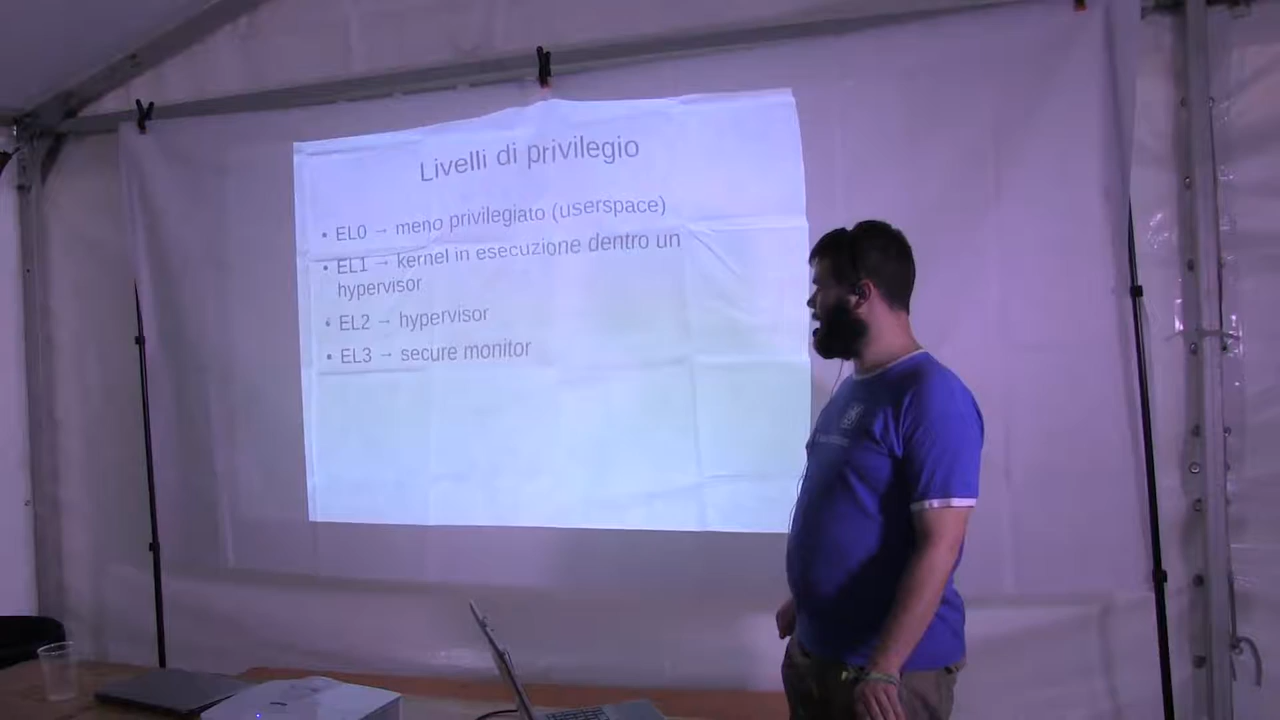 Livelli di privilegio
• EL0 → meno privilegiato (userspace)
• EL1 → kernel in esecuzione dentro un
hypervisor
• EL2 → hypervisor
• EL3 → secure monitor